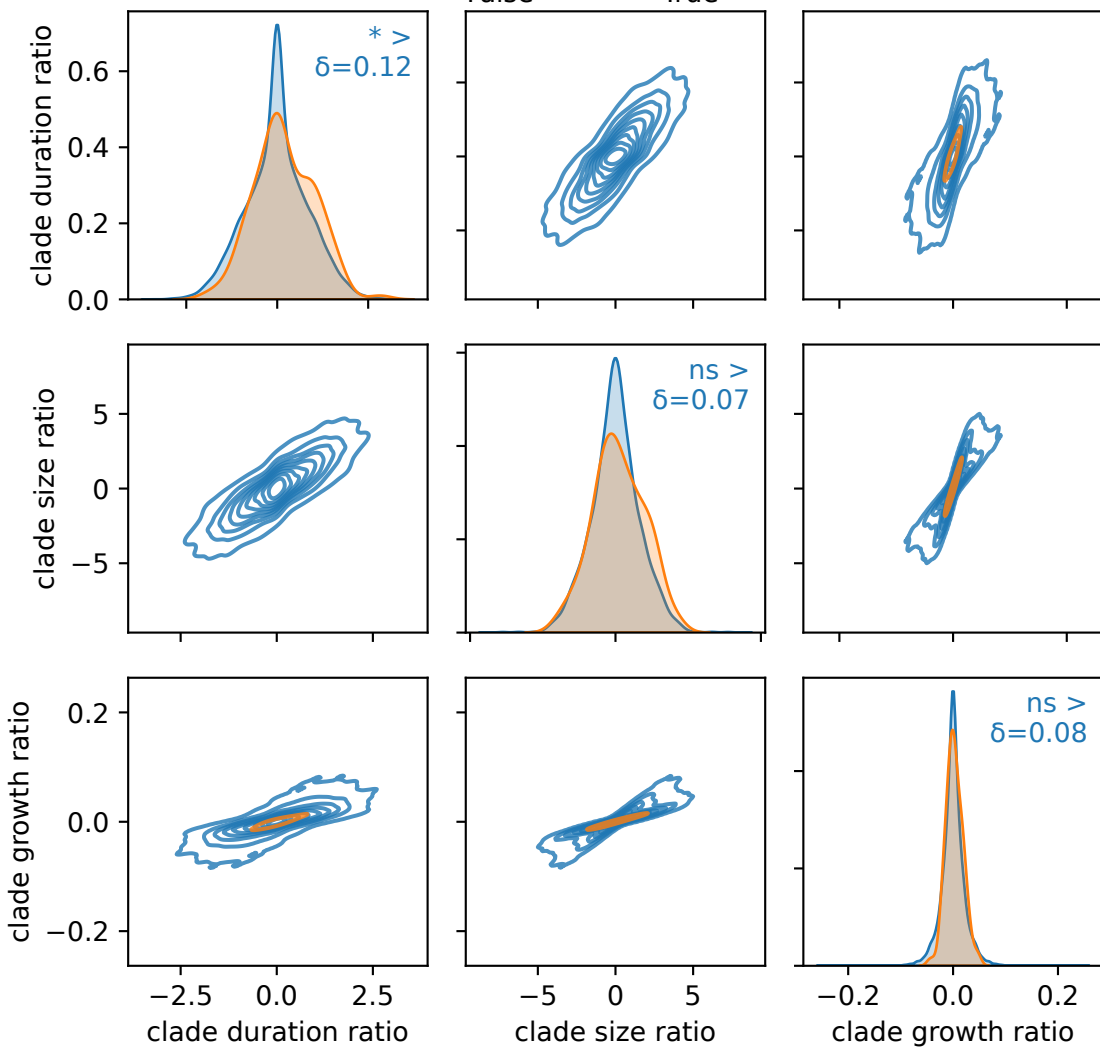 True
* >
δ=0.12
clade duration ratio
0.6
0.4
0.2
0.0
ns >
δ=0.07
clade size ratio
5
0
−5
ns >
δ=0.08
clade growth ratio
0.2
0.0
−0.2
−2.5 0.0 2.5
−5 0 5
−0.2 0.0 0.2
clade duration ratio
clade size ratio
clade growth ratio